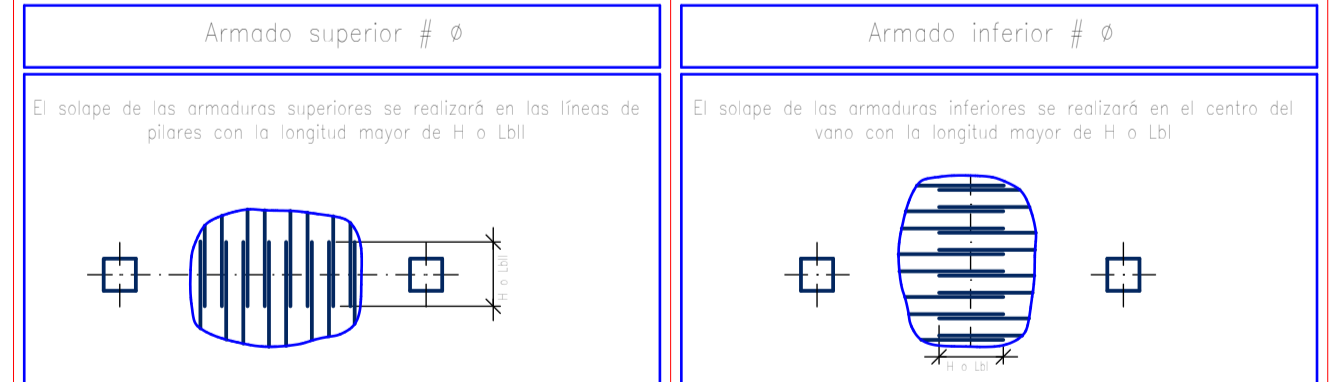 Armado superior # ø
El solape de las armaduras superiores se realizará en las líneas de
pilares con la longitud mayor de H o LbII
H o LbII
Armado inferior # ø
El solape de las armaduras inferiores se realizará en el centro del
vano con la longitud mayor de H o LbI
H o LbI